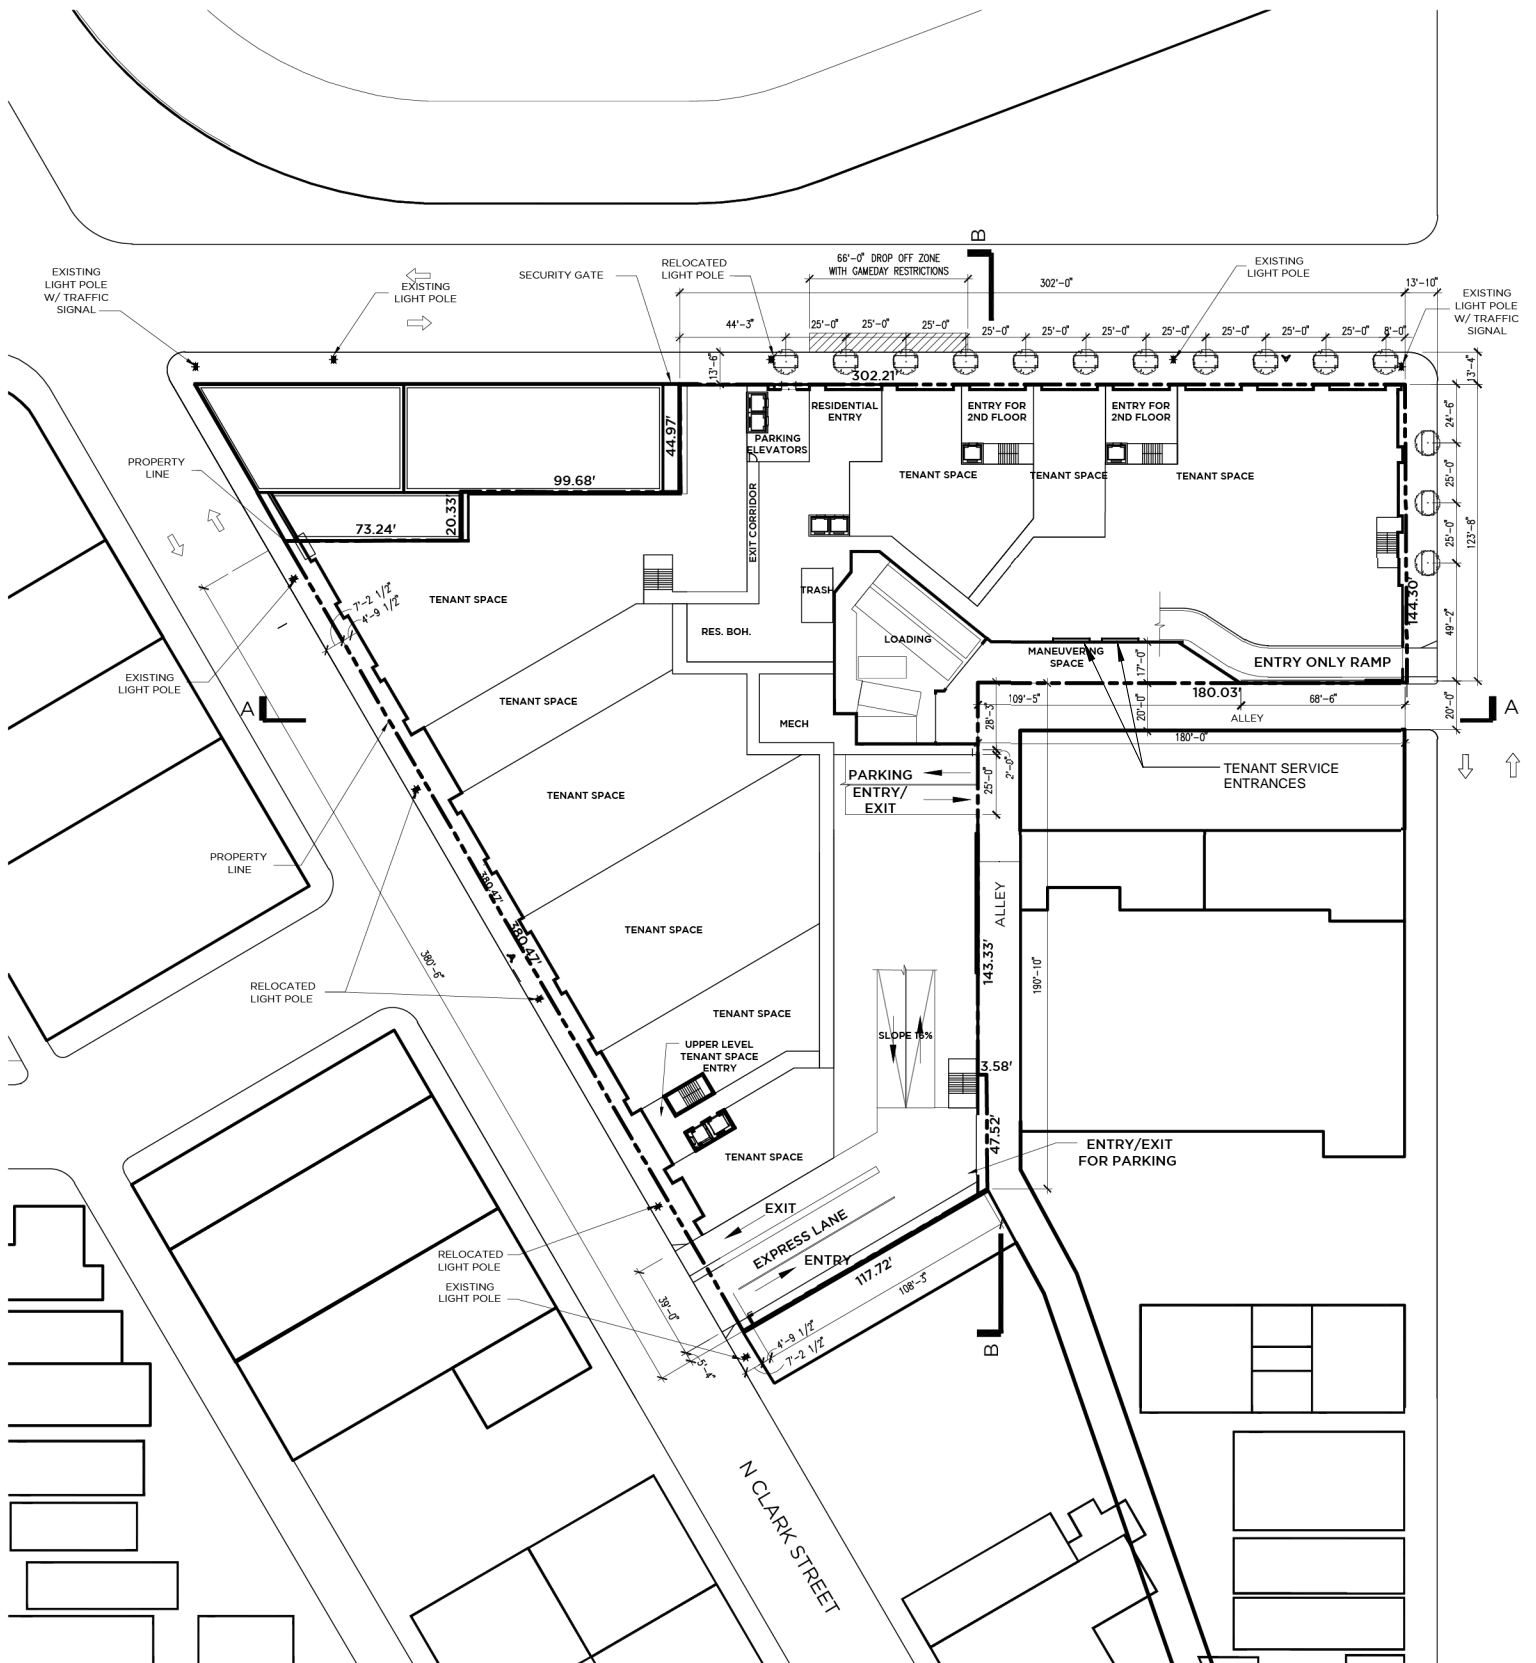 B
66'-0" DROP OFF ZONE
WITH GAMEDAY RESTRICTIONS
EXISTING
LIGHT POLE
W/ TRAFFIC
SIGNAL
EXISTING
LIGHT POLE
SECURITY GATE
RELOCATED
LIGHT POLE
EXISTING
LIGHT POLE
302'-0"
13'-10"
EXISTING
LIGHT POLE
W/ TRAFFIC
SIGNAL
44'-3"
25'-0"
25'-0"
25'-0"
25'-0"
25'-0"
25'-0"
25'-0"
25'-0"
25'-0"
25'-0"
8'-0"
13'-6"
13'-4"
302.21'
RESIDENTIAL
ENTRY
ENTRY FOR
2ND FLOOR
ENTRY FOR
2ND FLOOR
24'-6"
44.97'
PARKING
ELEVATORS
PROPERTY
LINE
99.68'
TENANT SPACE
TENANT SPACE
TENANT SPACE
25'-0"
20.33'
73.24'
EXIT CORRIDOR
25'-0"
123'-8"
7'-2 1/2"
4'-9 1/2"
TENANT SPACE
TRASH
144.30'
49'-2"
RES. BOH.
LOADING
MANEUVERING
SPACE
17'-0"
ENTRY ONLY RAMP
EXISTING
LIGHT POLE
A
TENANT SPACE
MECH
109'-5"
28'-3"
180.03'
68'-6"
20'-0"
ALLEY
20'-0"
A
180'-0"
PARKING
ENTRY/
EXIT
25'-0"
2'-0"
TENANT SERVICE
ENTRANCES
TENANT SPACE
PROPERTY
LINE
380.47'
380.47'
TENANT SPACE
ALLEY
380'-6"
143.33'
190'-10"
RELOCATED
LIGHT POLE
TENANT SPACE
SLOPE 16%
UPPER LEVEL
TENANT SPACE
ENTRY
3.58'
47.52'
ENTRY/EXIT
FOR PARKING
TENANT SPACE
EXIT
EXPRESS LANE
ENTRY
RELOCATED
LIGHT POLE
117.72'
108'-3"
EXISTING
LIGHT POLE
39'-0"
4'-9 1/2"
7'-2 1/2"
5'-4"
B
N CLARK STREET